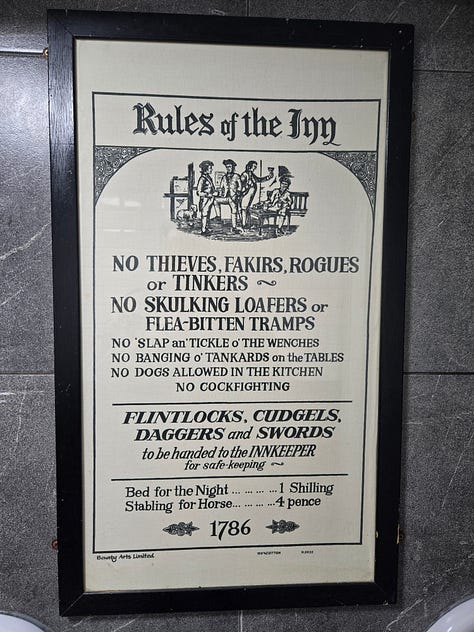 Rules of the Inn
NO THIEVES, FAKIRS, ROGUES
or TINKERS
NO SKULKING LOAFERS or
FLEA-BITTEN TRAMPS
NO 'SLAP an' TICKLE o' THE WENCHES
NO BANGING o' TANKARDS on the TABLES
NO DOGS ALLOWED IN THE KITCHEN
NO COCKFIGHTING
FLINTLOCKS, CUDGELS,
DAGGERS and SWORDS
to be handed to the INNKEEPER
for safe-keeping
Bed for the Night ... ... ... ...1 Shilling
Stabling for Horse... ... ...4 pence
1786
Bownby Arts Limited